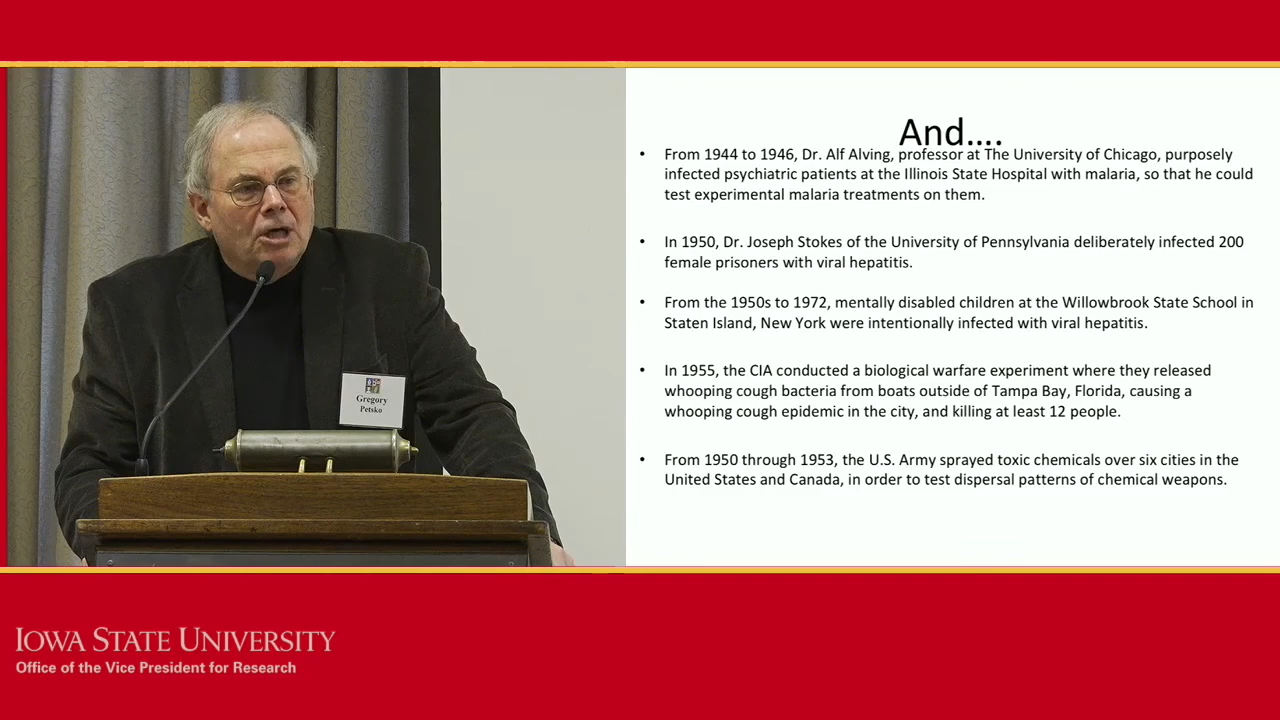 And....
• From 1944 to 1946, Dr. Alf Alving, professor at The University of Chicago, purposely
infected psychiatric patients at the Illinois State Hospital with malaria, so that he could
test experimental malaria treatments on them.
• In 1950, Dr. Joseph Stokes of the University of Pennsylvania deliberately infected 200
female prisoners with viral hepatitis.
• From the 1950s to 1972, mentally disabled children at the Willowbrook State School in
Staten Island, New York were intentionally infected with viral hepatitis.
• In 1955, the CIA conducted a biological warfare experiment where they released
whooping cough bacteria from boats outside of Tampa Bay, Florida, causing a
whooping cough epidemic in the city, and killing at least 12 people.
• From 1950 through 1953, the U.S. Army sprayed toxic chemicals over six cities in the
United States and Canada, in order to test dispersal patterns of chemical weapons.
Gregory
Petsko
IOWA STATE UNIVERSITY
Office of the Vice President for Research